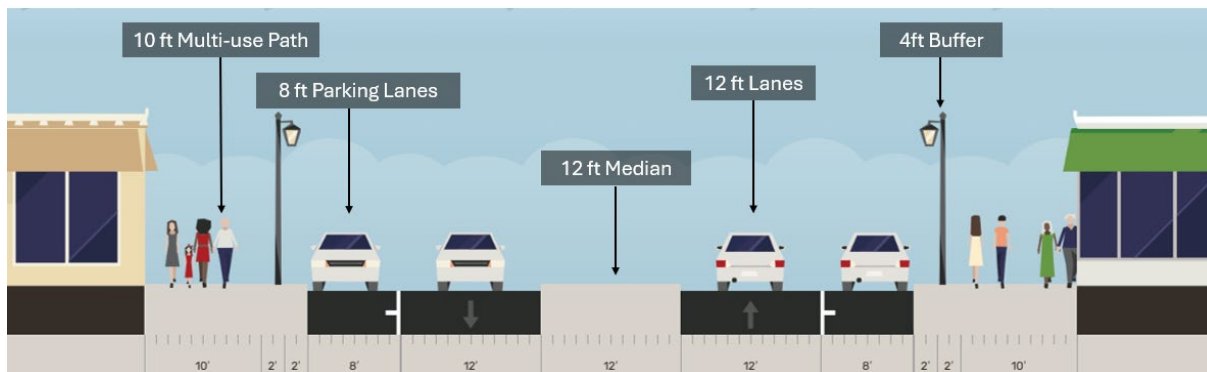 10 ft Multi-use Path
4ft Buffer
8 ft Parking Lanes
12 ft Lanes
12 ft Median
10' 2' 2' 8' 12' 12' 12' 8' 2' 2' 10'